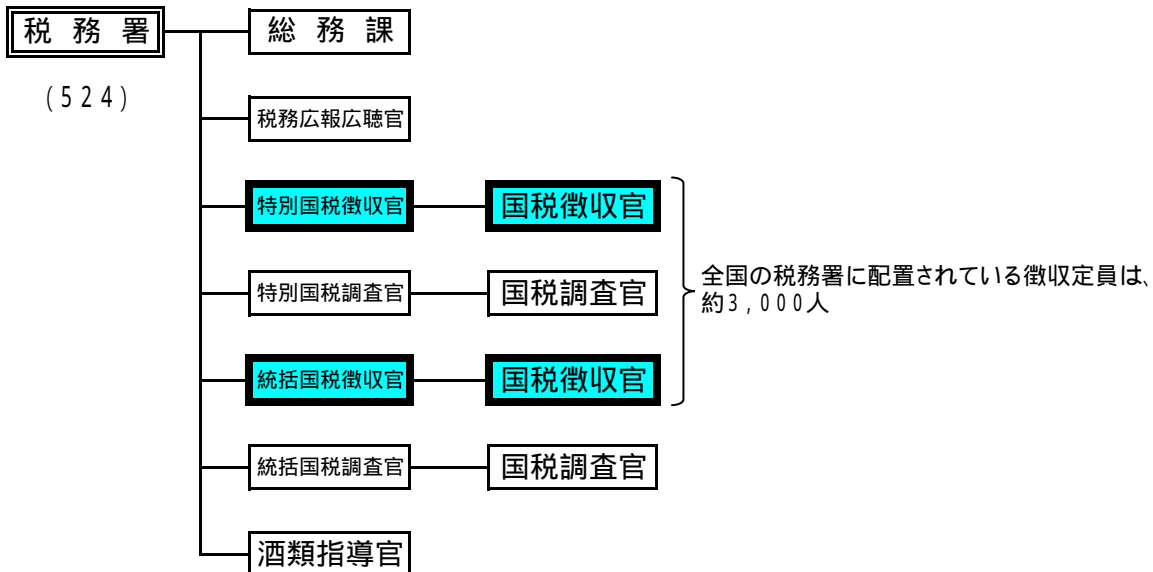 税務署
総務課
(524)
税務広報広聴官
特別国税徴収官
国税徴収官
特別国税調査官
国税調査官
全国の税務署に配置されている徴収定員は、
約3,000人
統括国税徴収官
国税徴収官
統括国税調査官
国税調査官
酒類指導官